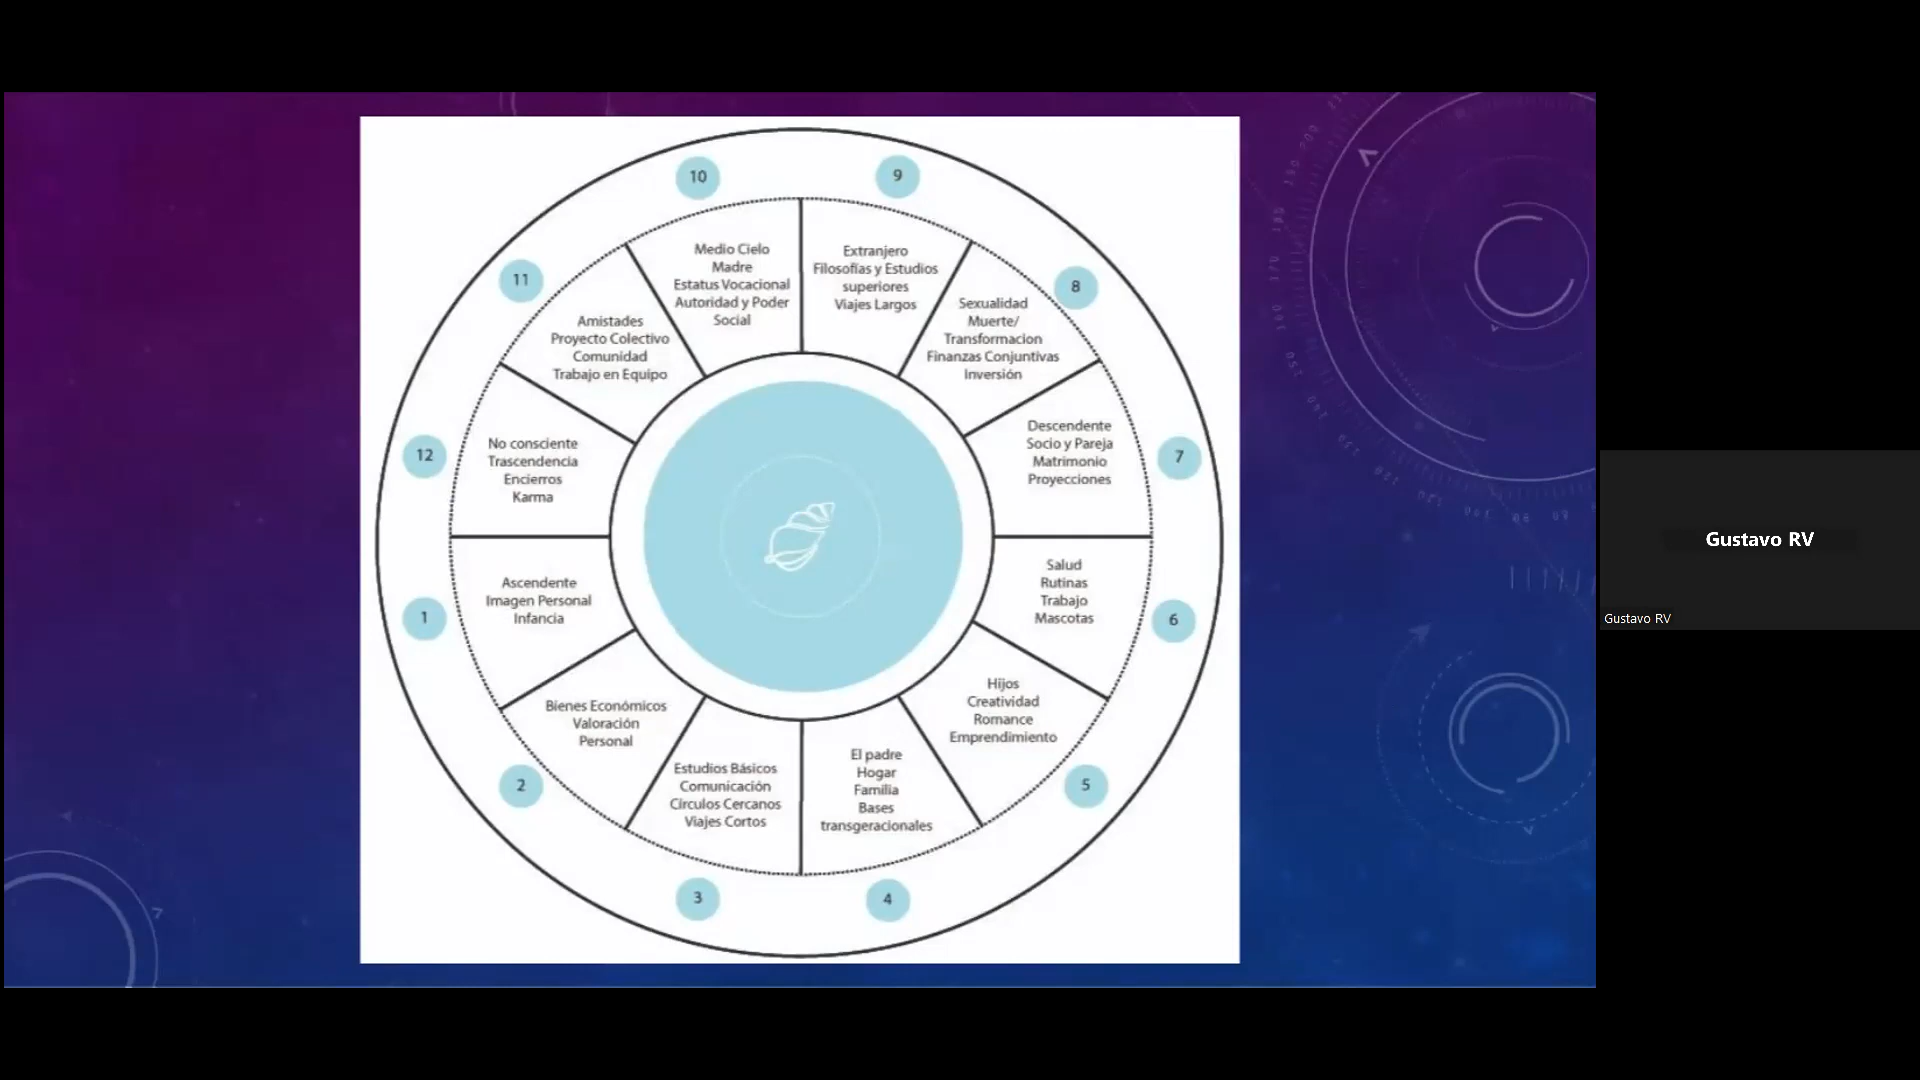 10
Medio Cielo
Madre
Estatus Vocacional
Autoridad y Poder
Social
9
Extranjero
Filosofías y Estudios
superiores
Viajes Largos
8
Sexualidad
Muerte/
Transformacion
Finanzas Conjuntivas
Inversión
7
Descendente
Socio y Pareja
Matrimonio
Proyecciones
6
Salud
Rutinas
Trabajo
Mascotas
5
Hijos
Creatividad
Romance
Emprendimiento
4
El padre
Hogar
Familia
Bases
transgeracionales
3
Estudios Básicos
Comunicación
Círculos Cercanos
Viajes Cortos
2
Bienes Económicos
Valoración
Personal
1
Ascendente
Imagen Personal
Infancia
12
No consciente
Trascendencia
Encierros
Karma
11
Amistades
Proyecto Colectivo
Comunidad
Trabajo en Equipo
Gustavo RV
Gustavo RV